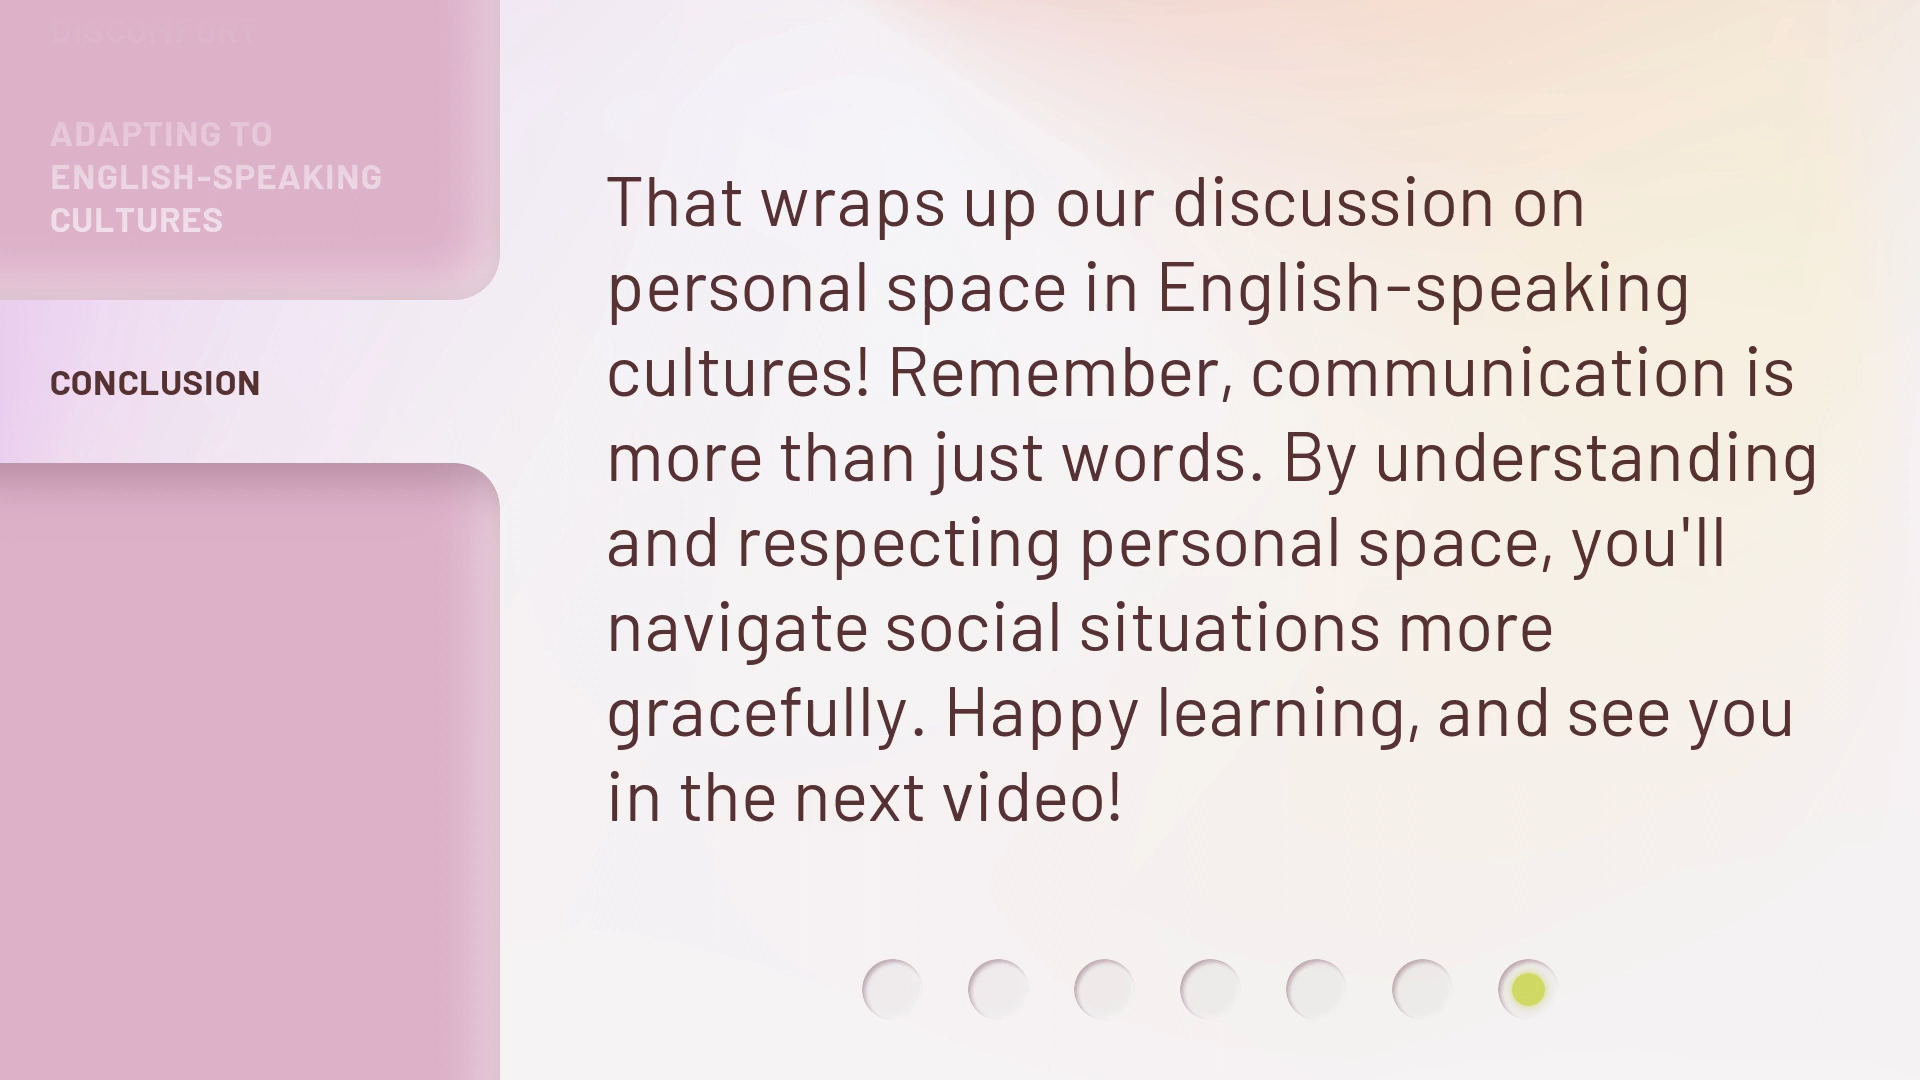 DISCOMFORT
ADAPTING TO
ENGLISH-SPEAKING
CULTURES
CONCLUSION
That wraps up our discussion on
personal space in English-speaking
cultures! Remember, communication is
more than just words. By understanding
and respecting personal space, you'll
navigate social situations more
gracefully. Happy learning, and see you
in the next video!